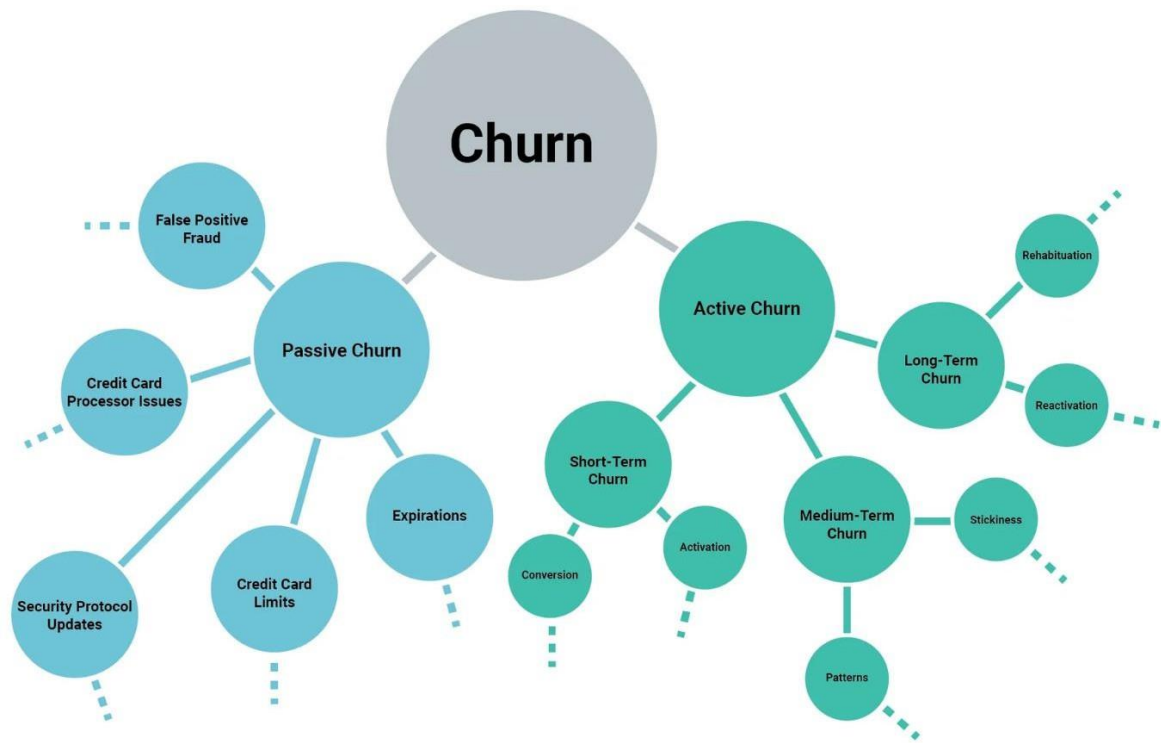 Churn
False Positive
Fraud
Passive Churn
Credit Card
Processor Issues
Security Protocol
Updates
Credit Card
Limits
Expirations
Active Churn
Short-Term
Churn
Conversion
Activation
Medium-Term
Churn
Stickiness
Patterns
Long-Term
Churn
Rehabituation
Reactivation